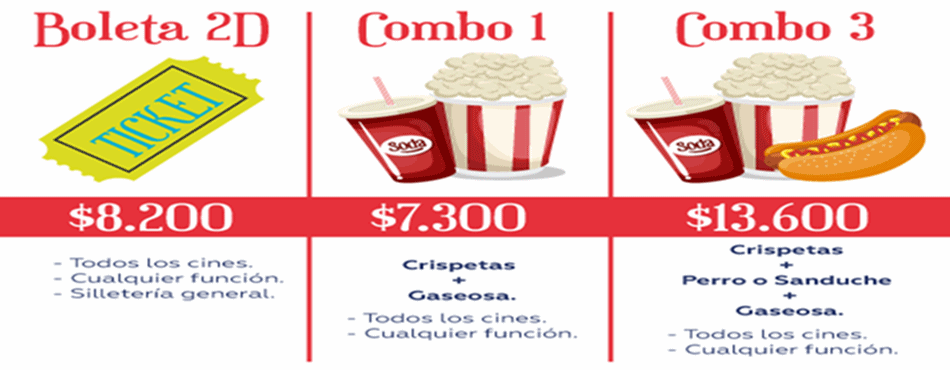 Boleta 2D
TICKET
$8.200
- Todos los cines.
- Cualquier función.
- Silletería general.
Combo 1
Soda
$7.300
Crispetas
+
Gaseosa.
- Todos los cines.
- Cualquier función.
Combo 3
Soda
$13.600
Crispetas
+
Perro o Sanduche
+
Gaseosa.
- Todos los cines.
- Cualquier función.